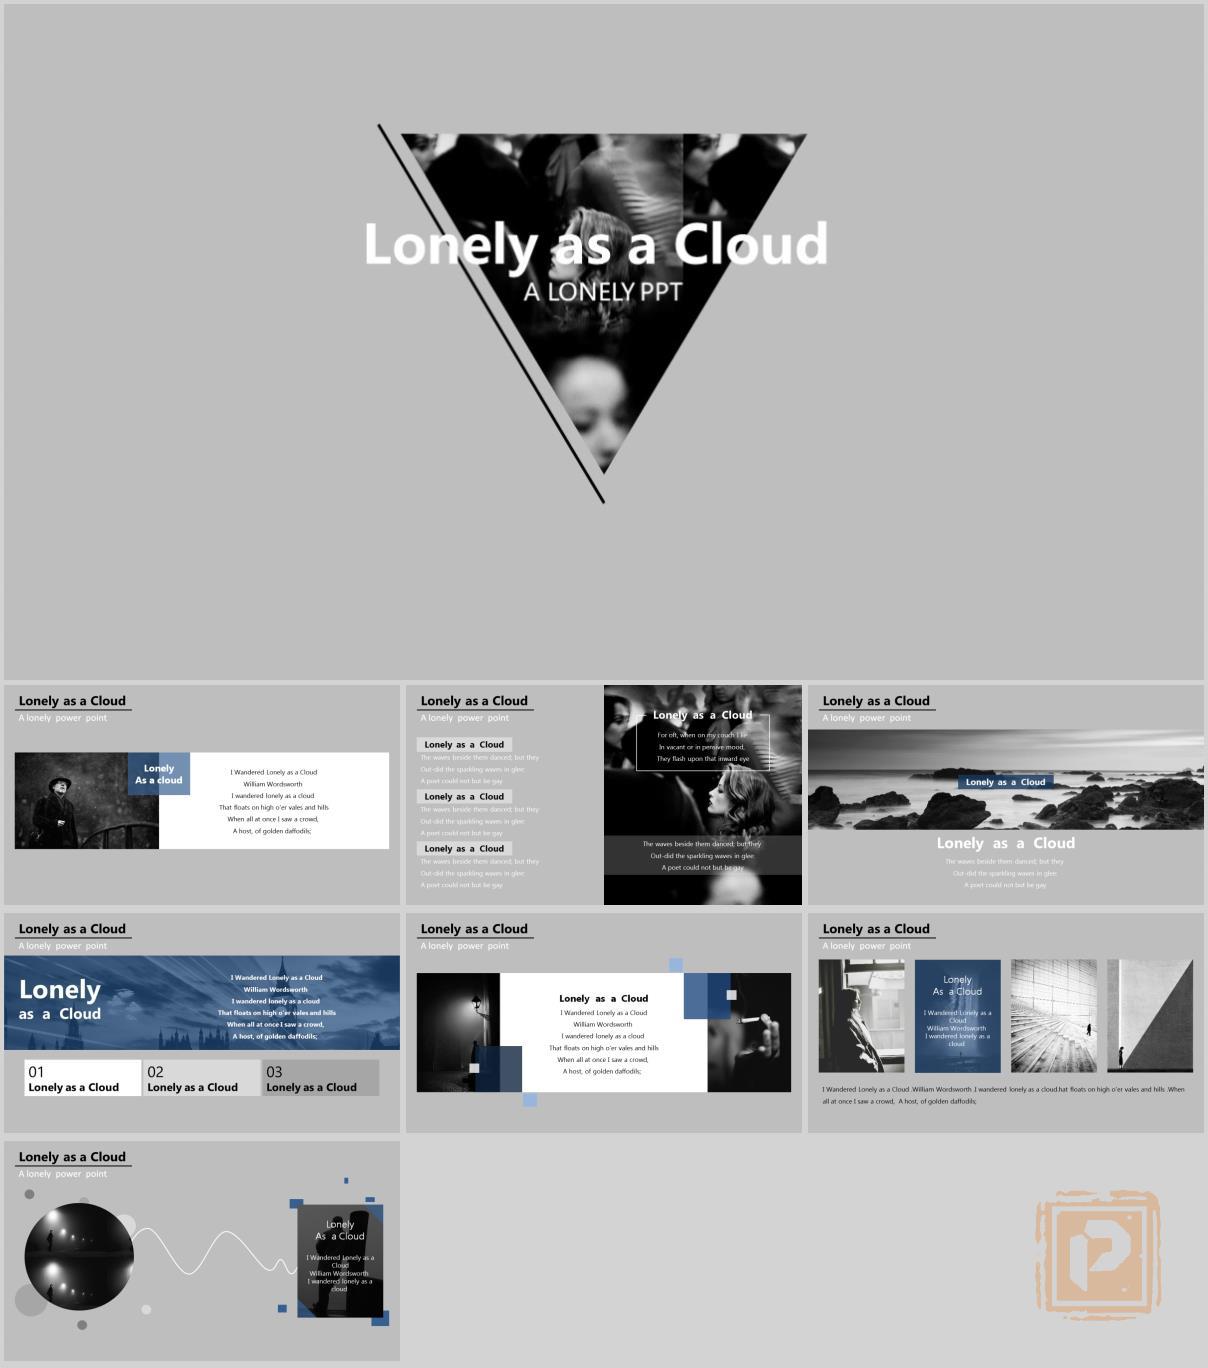 Lonely as a Cloud
A LONELY PPT
Lonely as a Cloud
A lonely power point
Lonely
As a cloud
I Wandered Lonely as a Cloud
William Wordsworth
I wandered lonely as a cloud
That floats on high o'er vales and hills
When all at once I saw a crowd,
A host, of golden daffodils;
Lonely as a Cloud
A lonely power point
Lonely as a Cloud
The waves beside them danced; but they
Out-did the sparkling waves in glee:
A poet could not but be gay
Lonely as a Cloud
The waves beside them danced; but they
Out-did the sparkling waves in glee:
A poet could not but be gay
Lonely as a Cloud
The waves beside them danced; but they
Out-did the sparkling waves in glee:
A poet could not but be gay
Lonely as a Cloud
For oft, when on my couch I lie
In vacant or in pensive mood,
They flash upon that inward eye
The waves beside them danced; but they
Out-did the sparkling waves in glee:
A poet could not but be gay
Lonely as a Cloud
A lonely power point
Lonely as a Cloud
Lonely as a Cloud
The waves beside them danced; but they
Out-did the sparkling waves in glee:
A poet could not but be gay
Lonely as a Cloud
A lonely power point
Lonely
as a Cloud
I Wandered Lonely as a Cloud
William Wordsworth
I wandered lonely as a cloud
That floats on high o'er vales and hills
When all at once I saw a crowd,
A host, of golden daffodils;
01
Lonely as a Cloud
02
Lonely as a Cloud
03
Lonely as a Cloud
Lonely as a Cloud
A lonely power point
Lonely as a Cloud
I Wandered Lonely as a Cloud
William Wordsworth
I wandered lonely as a cloud
That floats on high o'er vales and hills
When all at once I saw a crowd,
A host, of golden daffodils;
Lonely as a Cloud
A lonely power point
Lonely
As a Cloud
I Wandered Lonely as a
Cloud
William Wordsworth
I wandered lonely as a
cloud
I Wandered Lonely as a Cloud .William Wordsworth .I wandered lonely as a cloud.hat floats on high o'er vales and hills .When
all at once I saw a crowd, A host, of golden daffodils;
Lonely as a Cloud
A lonely power point
Lonely
As a Cloud
I Wandered Lonely as a
Cloud
William Wordsworth
I wandered lonely as a
cloud
P